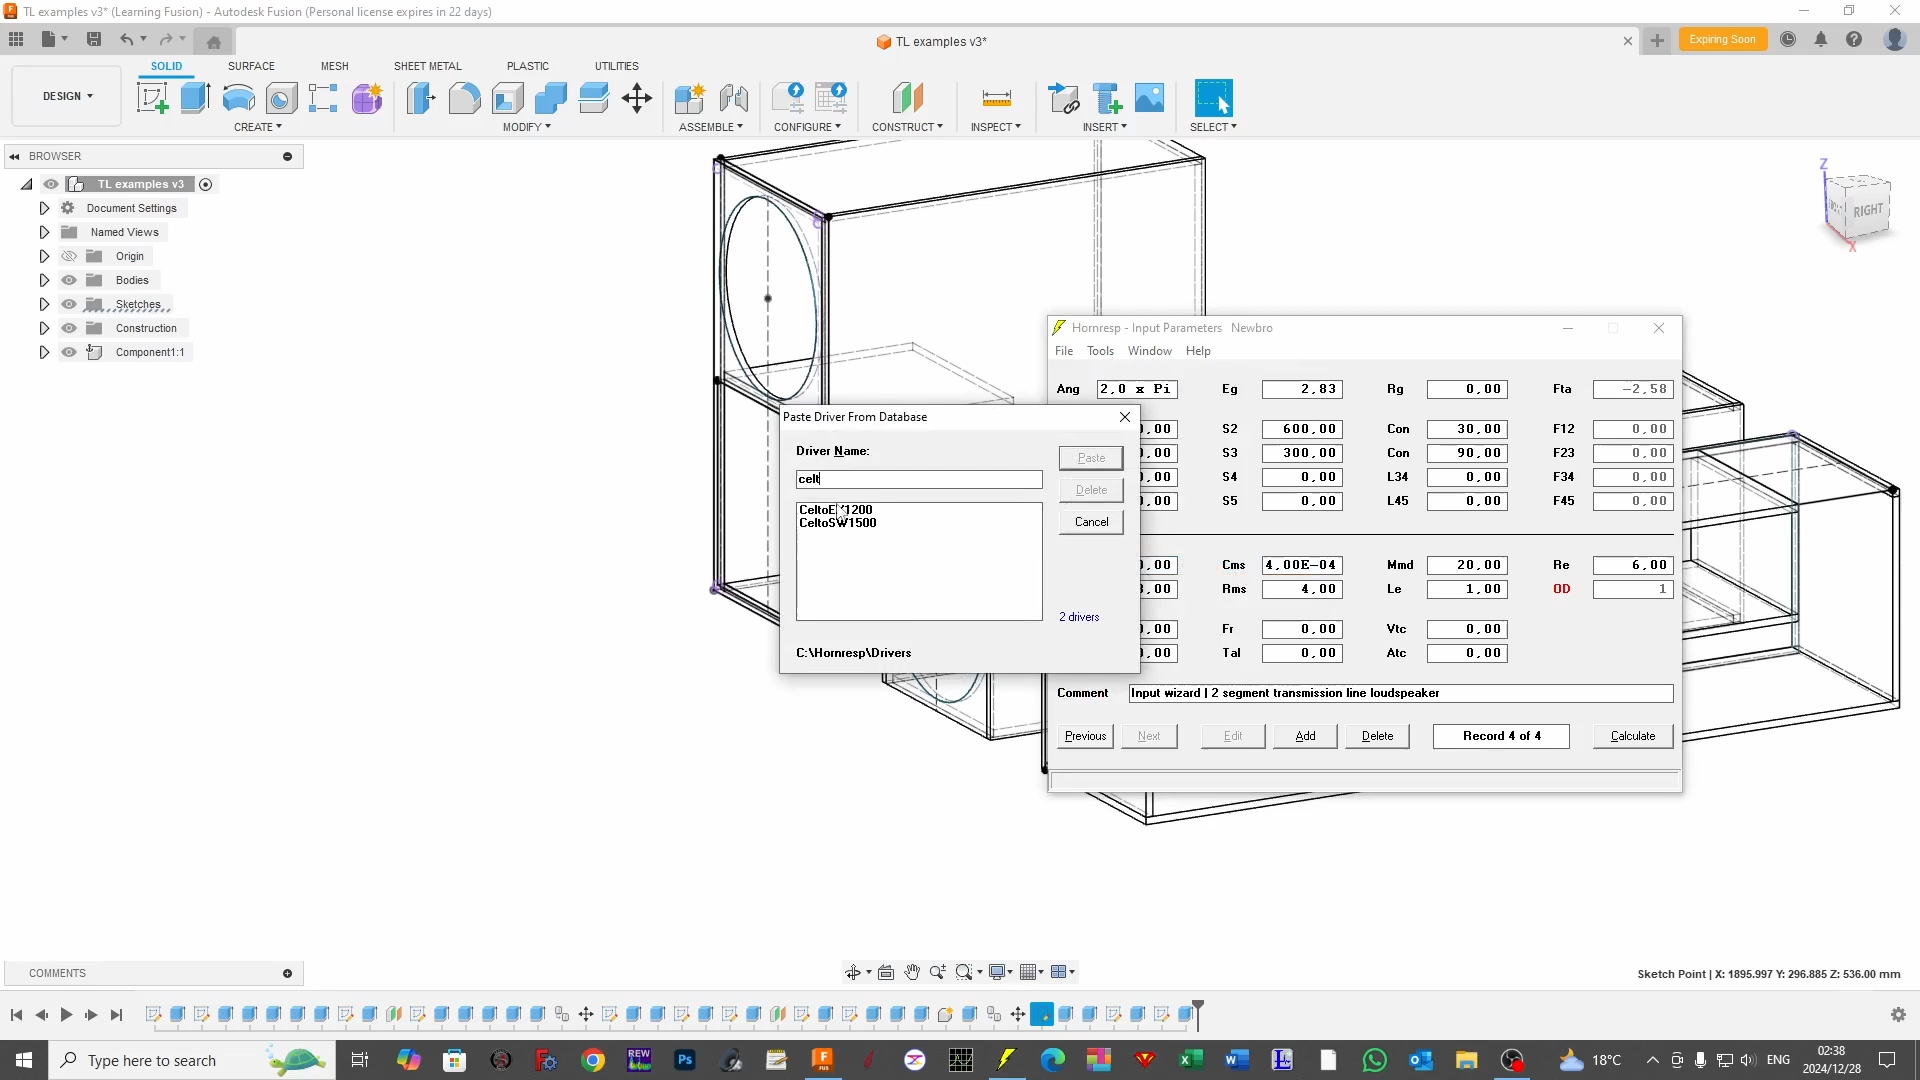 TL examples v3* (Learning Fusion) - Autodesk Fusion (Personal license expires in 22 days)
TL examples v3*
Expiring Soon
DESIGN
SOLID
SURFACE
MESH
SHEET METAL
PLASTIC
UTILITIES
CREATE
MODIFY
ASSEMBLE
CONFIGURE
CONSTRUCT
INSPECT
INSERT
SELECT
BROWSER
TL examples v3
Document Settings
Named Views
Origin
Bodies
Sketches
Construction
Component1:1
Z
RIGHT
X
Hornresp - Input Parameters Newbro
File Tools Window Help
Ang 2.0 x Pi Eg 2,83 Rg 0,00 Fta -2,58
S2 600,00 Con 30,00 F12 0,00
S3 300,00 Con 90,00 F23 0,00
S4 0,00 L34 0,00 F34 0,00
S5 0,00 L45 0,00 F45 0,00
Cms 4,00E-04 Mmd 20,00 Re 6,00
Rms 4,00 Le 1,00 OD 1
Fr 0,00 Vtc 0,00
Tal 0,00 Atc 0,00
Comment Input wizard | 2 segment transmission line loudspeaker
Previous Next Edit Add Delete Record 4 of 4 Calculate
Paste Driver From Database
Driver Name:
celt
CeltoSW1500
Paste
Delete
Cancel
2 drivers
C:\Hornresp\Drivers
COMMENTS
Sketch Point | X: 1895.997 Y: 296.885 Z: 536.00 mm
Type here to search
REW
Ps
FUS
18°C
ENG
02:38
2024/12/28